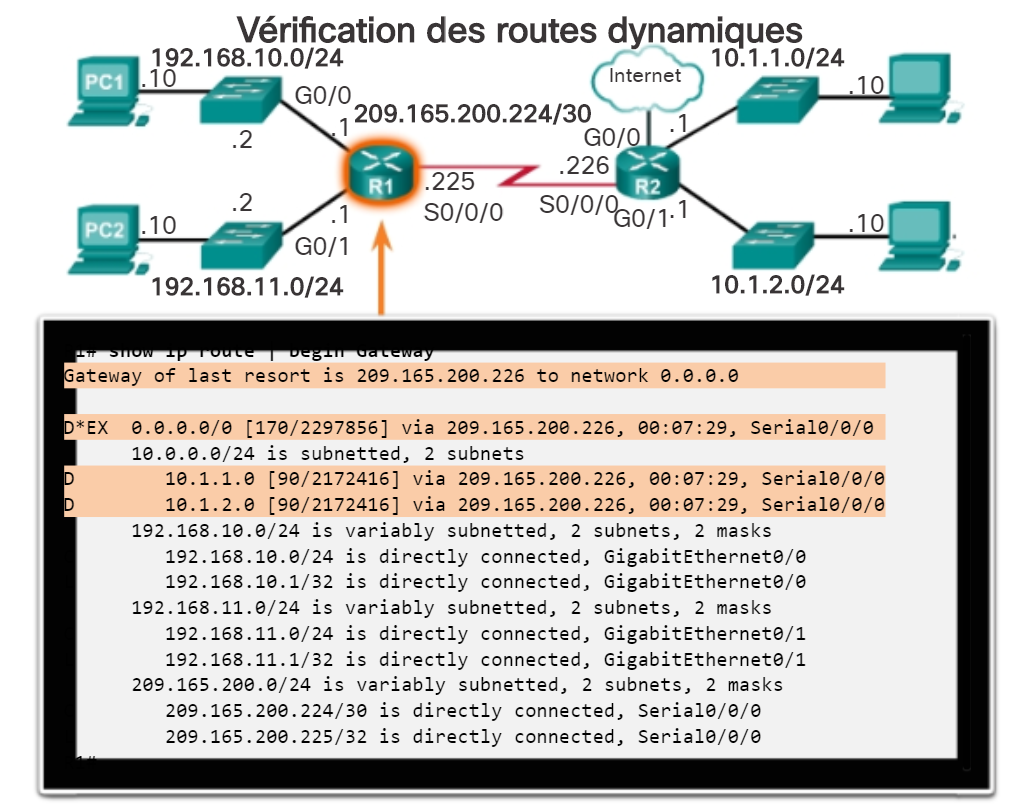 Vérification des routes dynamiques
192.168.10.0/24
10.1.1.0/24
PC1
.10
Internet
.10
G0/0
209.165.200.224/30
.1
.2
.1
G0/0
.226
R1
.225
R2
S0/0/0
S0/0/0
G0/1
.1
PC2
.10
.2
.1
G0/1
.10
192.168.11.0/24
10.1.2.0/24
1# show ip route | begin Gateway
Gateway of last resort is 209.165.200.226 to network 0.0.0.0
D*EX  0.0.0.0/0 [170/2297856] via 209.165.200.226, 00:07:29, Serial0/0/0
10.0.0.0/24 is subnetted, 2 subnets
D        10.1.1.0 [90/2172416] via 209.165.200.226, 00:07:29, Serial0/0/0
D        10.1.2.0 [90/2172416] via 209.165.200.226, 00:07:29, Serial0/0/0
192.168.10.0/24 is variably subnetted, 2 subnets, 2 masks
192.168.10.0/24 is directly connected, GigabitEthernet0/0
192.168.10.1/32 is directly connected, GigabitEthernet0/0
192.168.11.0/24 is variably subnetted, 2 subnets, 2 masks
192.168.11.0/24 is directly connected, GigabitEthernet0/1
192.168.11.1/32 is directly connected, GigabitEthernet0/1
209.165.200.0/24 is variably subnetted, 2 subnets, 2 masks
209.165.200.224/30 is directly connected, Serial0/0/0
209.165.200.225/32 is directly connected, Serial0/0/0
1#